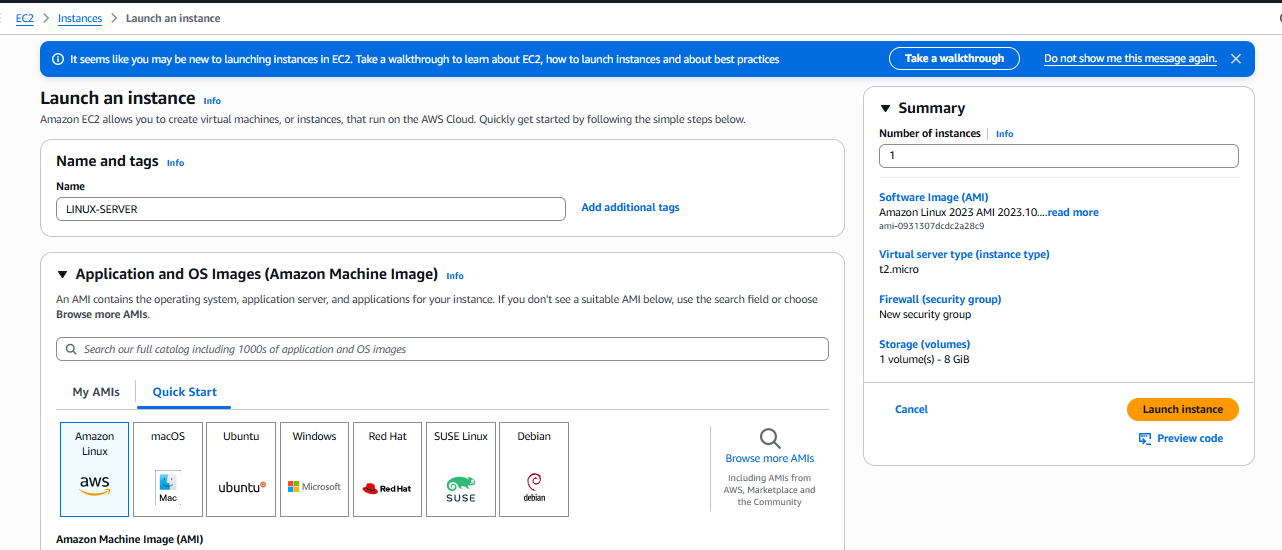 EC2 > Instances > Launch an instance
It seems like you may be new to launching instances in EC2. Take a walkthrough to learn about EC2, how to launch instances and about best practices
Take a walkthrough
Do not show me this message again.
Launch an instance Info
Amazon EC2 allows you to create virtual machines, or instances, that run on the AWS Cloud. Quickly get started by following the simple steps below.
Name and tags Info
Name
LINUX-SERVER
Add additional tags
Application and OS Images (Amazon Machine Image) Info
An AMI contains the operating system, application server, and applications for your instance. If you don't see a suitable AMI below, use the search field or choose
Browse more AMIs.
Search our full catalog including 1000s of application and OS images
My AMIs
Quick Start
Amazon
Linux
aws
macOS
Mac
Ubuntu
ubuntu
Windows
Microsoft
Red Hat
Red Hat
SUSE Linux
SUSE
Debian
debian
Browse more AMIs
Including AMIs from
AWS, Marketplace and
the Community
Amazon Machine Image (AMI)
Summary
Number of instances Info
1
Software Image (AMI)
Amazon Linux 2023 AMI 2023.10....read more
ami-0931307dcdc2a28c9
Virtual server type (instance type)
t2.micro
Firewall (security group)
New security group
Storage (volumes)
1 volume(s) - 8 GiB
Cancel
Launch instance
Preview code